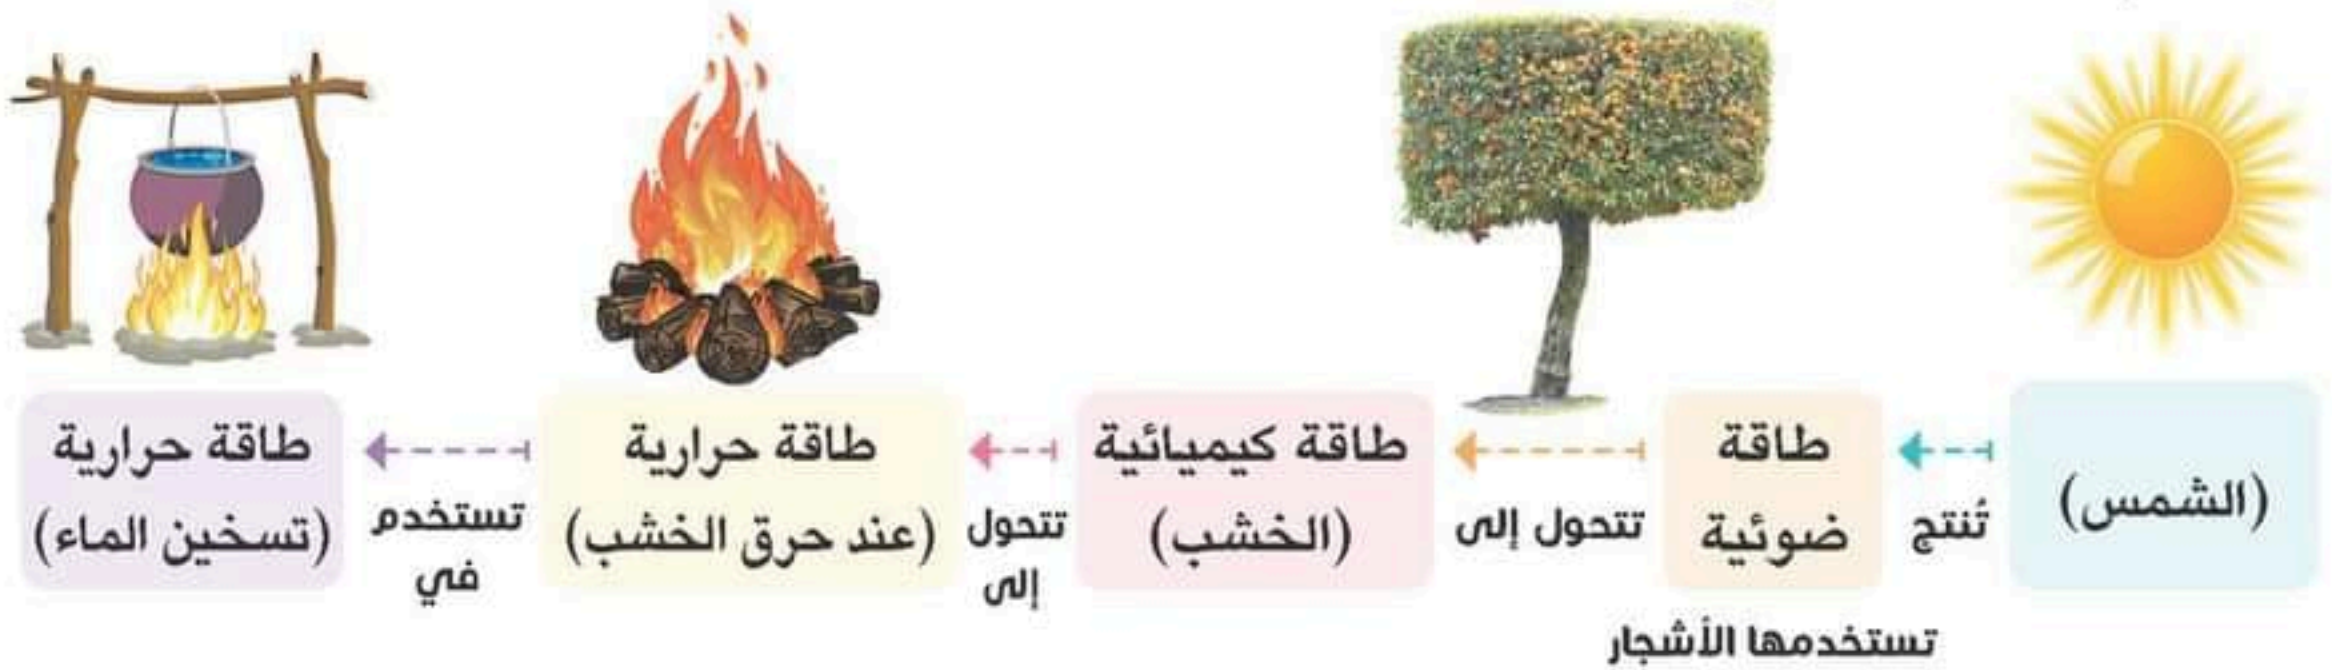 (الشمس)
تُنتج
طاقة
ضوئية
تستخدمها الأشجار
تتحول إلى
طاقة كيميائية
(الخشب)
تتحول
إلى
طاقة حرارية
(عند حرق الخشب)
تستخدم
في
طاقة حرارية
(تسخين الماء)